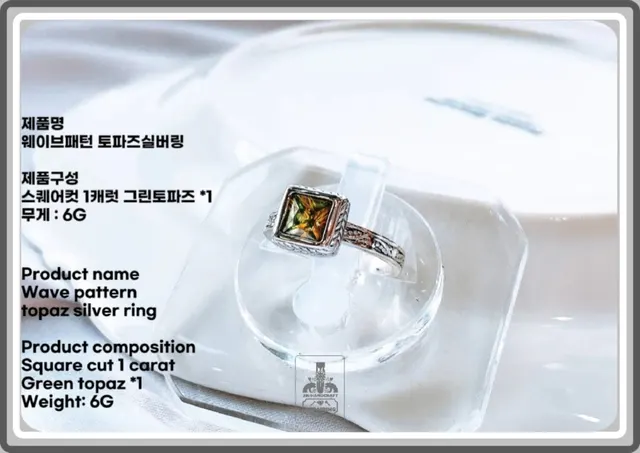 제품명
웨이브패턴 토파즈실버링
제품구성
스퀘어컷 1캐럿 그린토파즈 *1
무게 : 6G
Product name
Wave pattern
topaz silver ring
Product composition
Square cut 1 carat
Green topaz *1
Weight: 6G